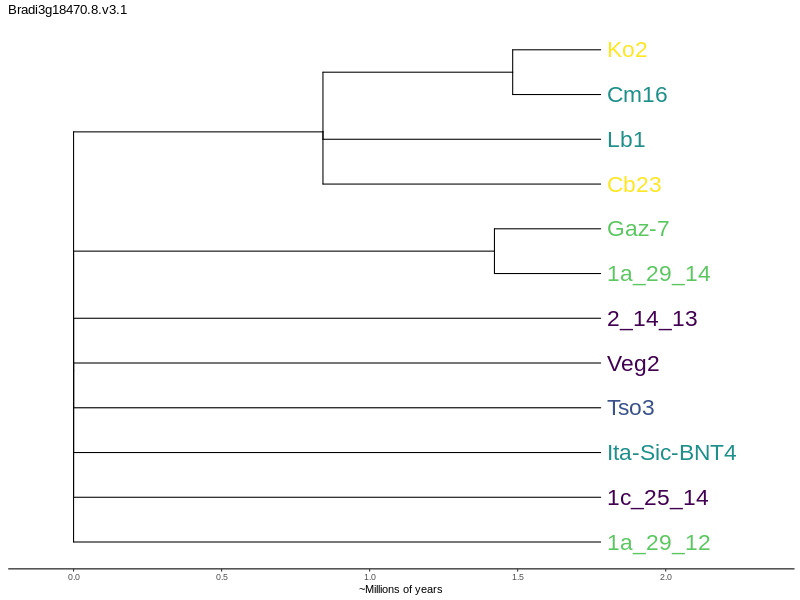 Bradi3g18470.8.v3.1
Ko2
Cm16
Lb1
Cb23
Gaz-7
1a_29_14
2_14_13
Veg2
Tso3
Ita-Sic-BNT4
1c_25_14
1a_29_12
0.0 0.5 1.0 1.5 2.0
~Millions of years